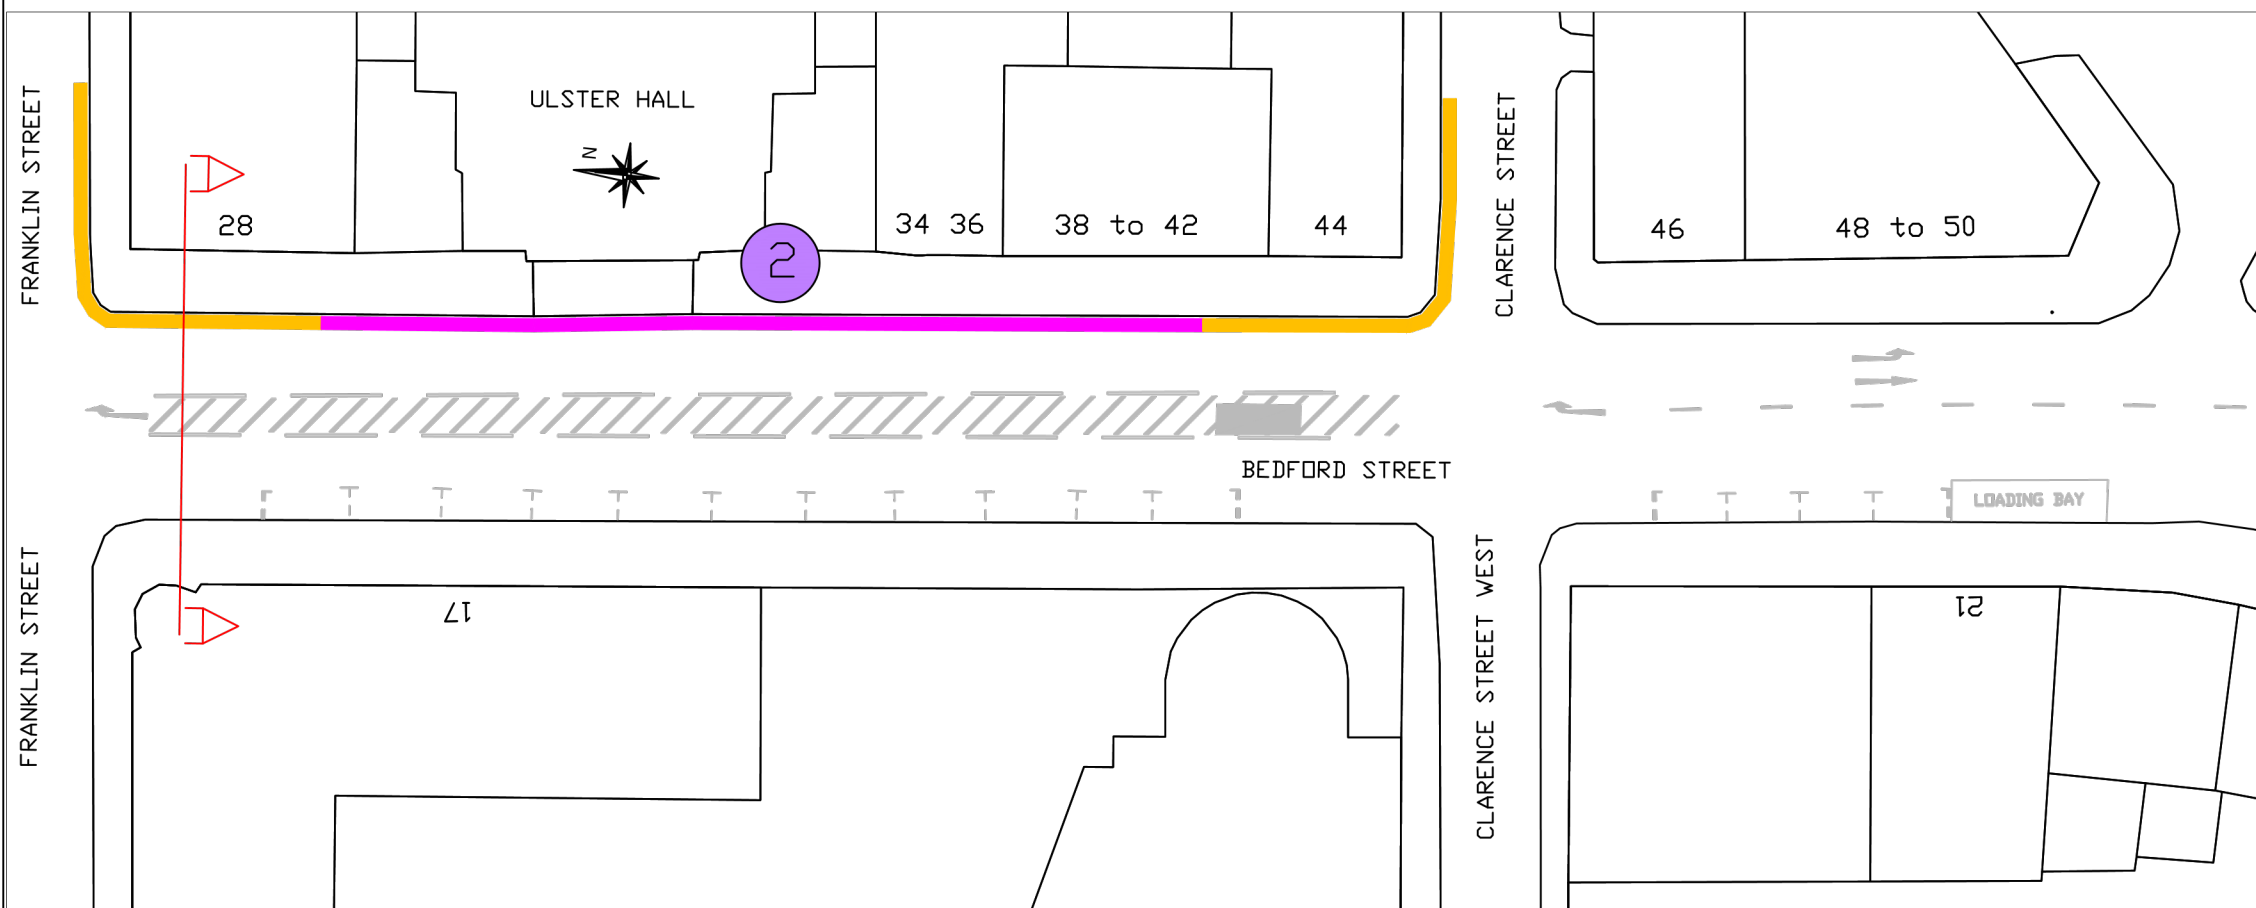 FRANKLIN STREET
ULSTER HALL
N
28
2
34 36
38 to 42
44
CLARENCE STREET
46
48 to 50
BEDFORD STREET
LOADING BAY
FRANKLIN STREET
17
CLARENCE STREET WEST
21